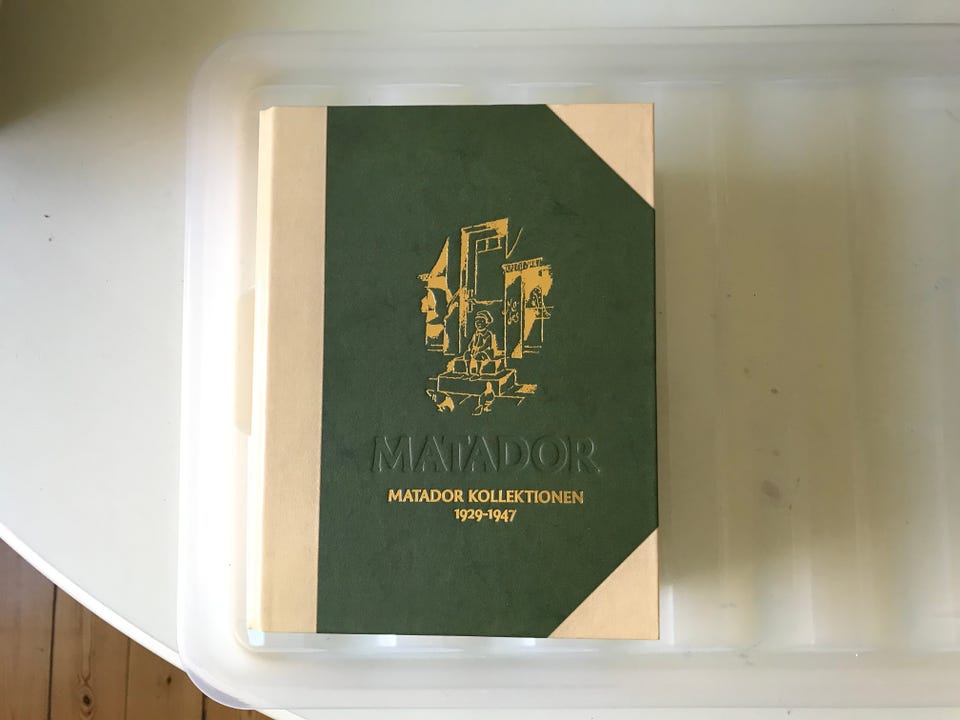 MATADOR
MATADOR KOLLEKTIONEN
1929-1947